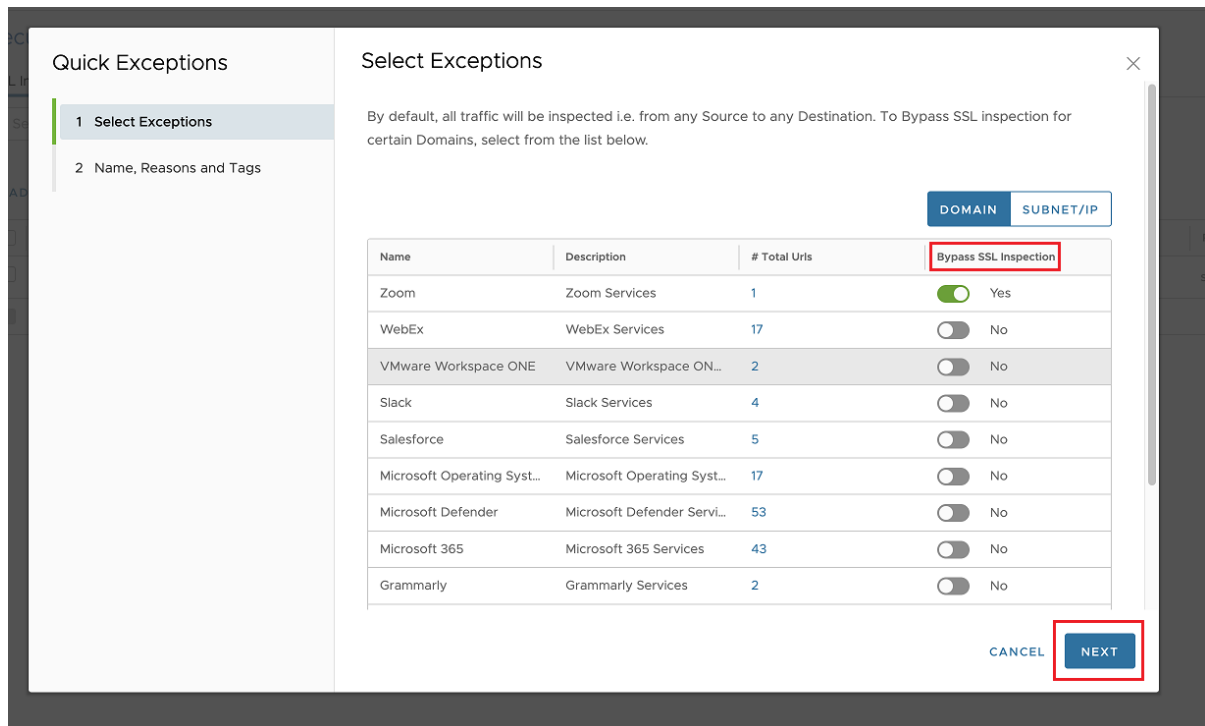 Quick Exceptions
1 Select Exceptions
2 Name, Reasons and Tags
Select Exceptions
By default, all traffic will be inspected i.e. from any Source to any Destination. To Bypass SSL inspection for
certain Domains, select from the list below.
DOMAIN SUBNET/IP
Name Description # Total Urls Bypass SSL Inspection
Zoom Zoom Services 1 Yes
WebEx WebEx Services 17 No
VMware Workspace ONE VMware Workspace ON... 2 No
Slack Slack Services 4 No
Salesforce Salesforce Services 5 No
Microsoft Operating Syst... Microsoft Operating Syst... 17 No
Microsoft Defender Microsoft Defender Servi... 53 No
Microsoft 365 Microsoft 365 Services 43 No
Grammarly Grammarly Services 2 No
CANCEL NEXT